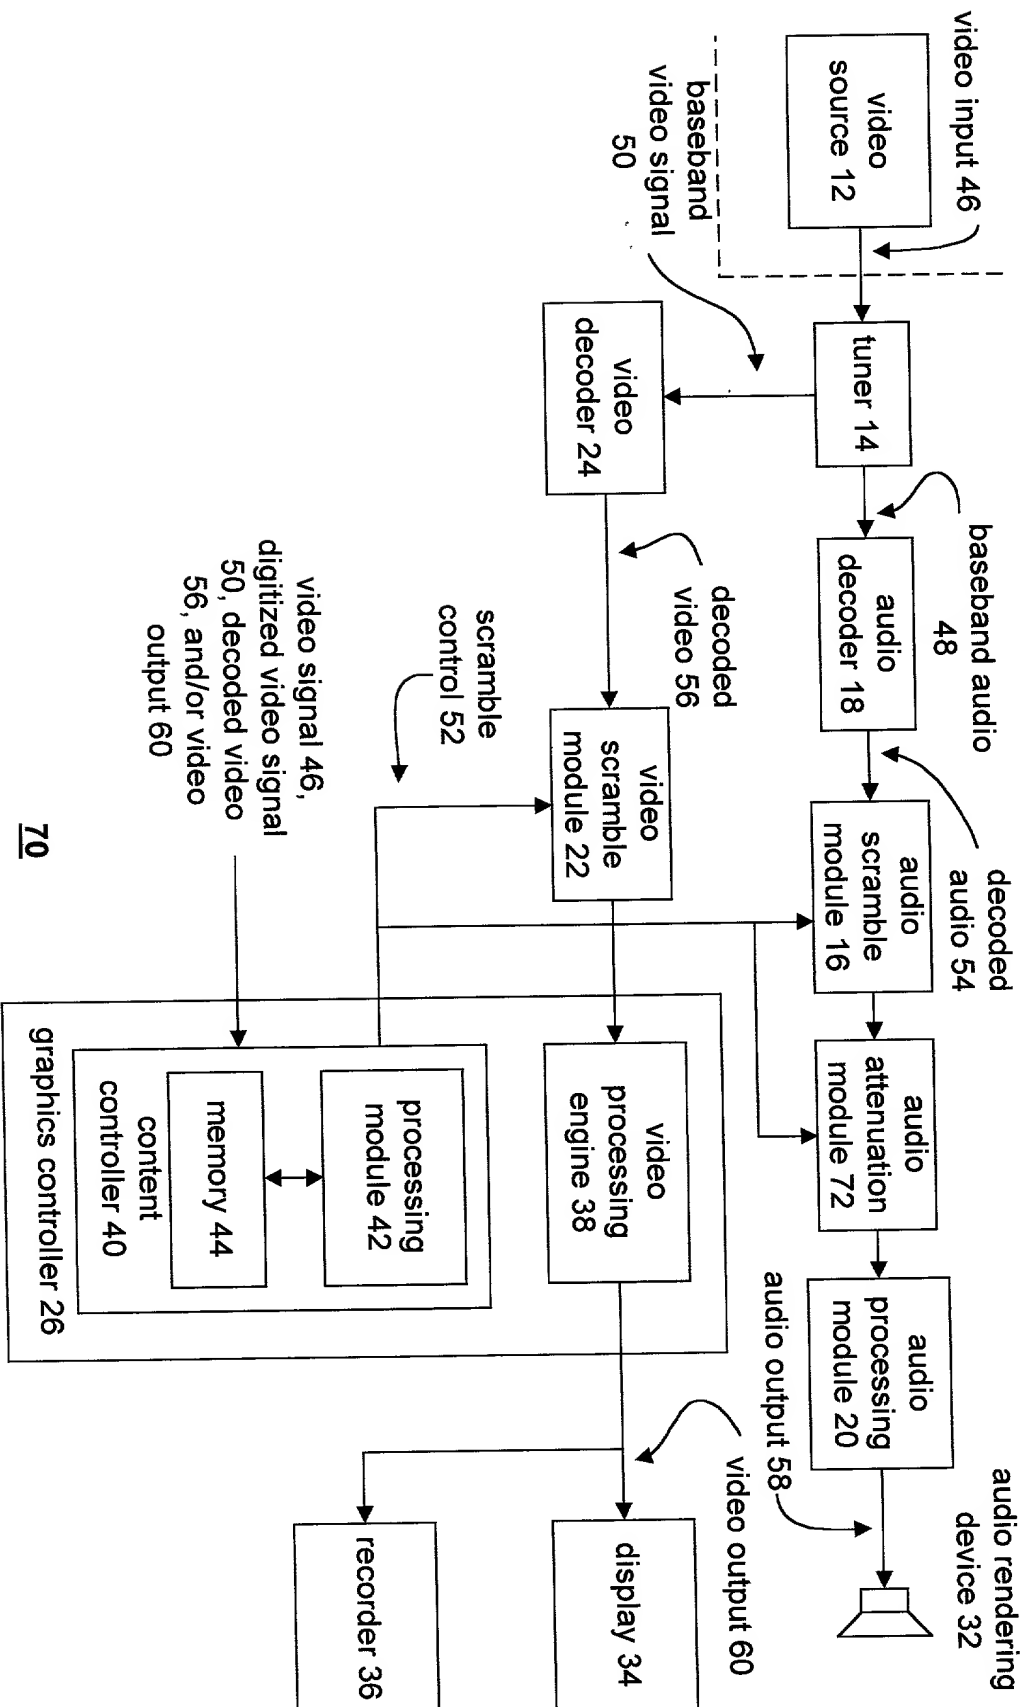 video input 46
video
source 12
tuner 14
baseband audio
48
audio
decoder 18
decoded
audio 54
audio
scramble
module 16
audio
attenuation
module 72
audio
processing
module 20
audio rendering
device 32
audio output 58
baseband
video signal
50
video
decoder 24
decoded
video 56
video
scramble
module 22
video
processing
engine 38
video output 60
display 34
recorder 36
scramble
control 52
video signal 46,
digitized video signal
50, decoded video
56, and/or video
output 60
processing
module 42
memory 44
content
controller 40
graphics controller 26
70